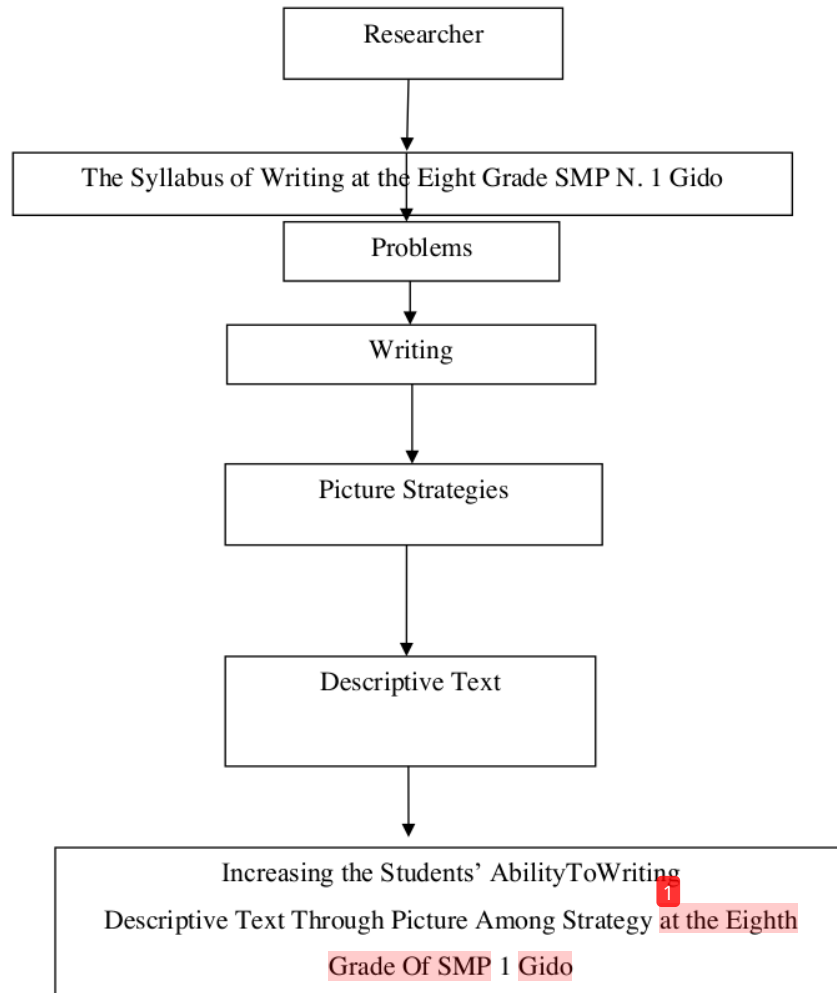 Researcher
The Syllabus of Writing at the Eight Grade SMP N. 1 Gido
Problems
Writing
Picture Strategies
Descriptive Text
Increasing the Students’ AbilityToWriting
1
Descriptive Text Through Picture Among Strategy at the Eighth
Grade Of SMP 1 Gido